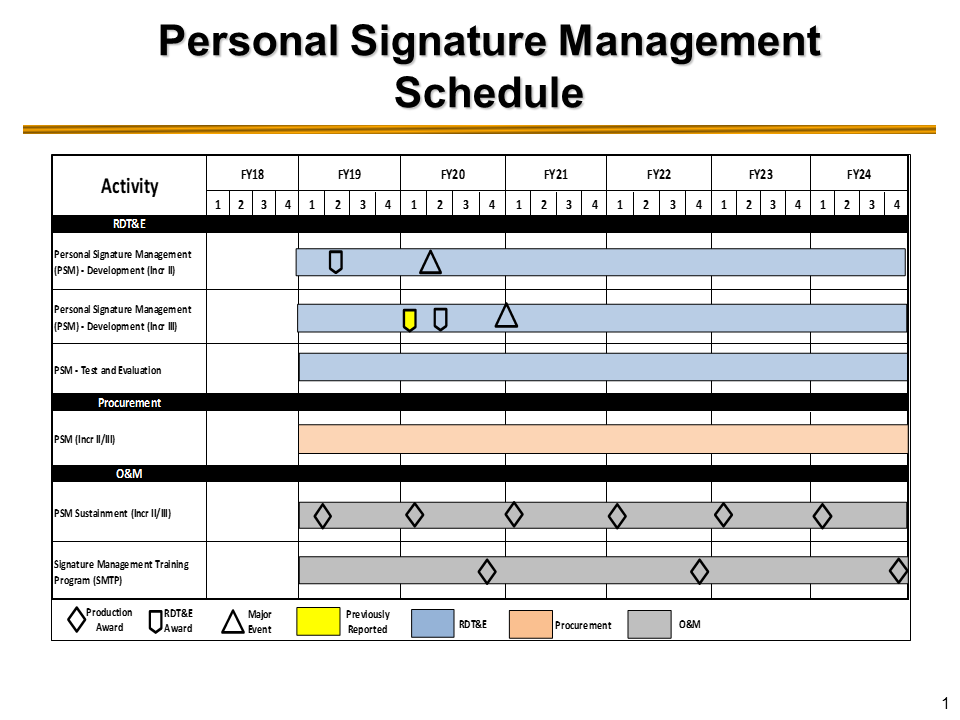 Personal Signature Management
Schedule
Activity
FY18 FY19 FY20 FY21 FY22 FY23 FY24
1 2 3 4 1 2 3 4 1 2 3 4 1 2 3 4 1 2 3 4 1 2 3 4 1 2 3 4
RDT&E
Personal Signature Management
(PSM) - Development (Incr II)
Personal Signature Management
(PSM) - Development (Incr III)
PSM - Test and Evaluation
Procurement
PSM (Incr II/III)
O&M
PSM Sustainment (Incr II/III)
Signature Management Training
Program (SMTP)
Production
Award
RDT&E
Award
Major
Event
Previously
Reported
RDT&E
Procurement
O&M
1